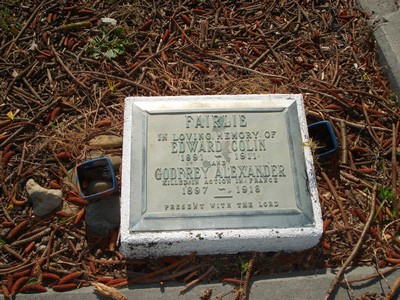 FAIRLIE
IN LOVING MEMORY OF
EDWARD COLIN
1891 - 1911
AND
GODFREY ALEXANDER
KILLED IN ACTION IN FRANCE
1897 - 1918
PRESENT WITH THE LORD